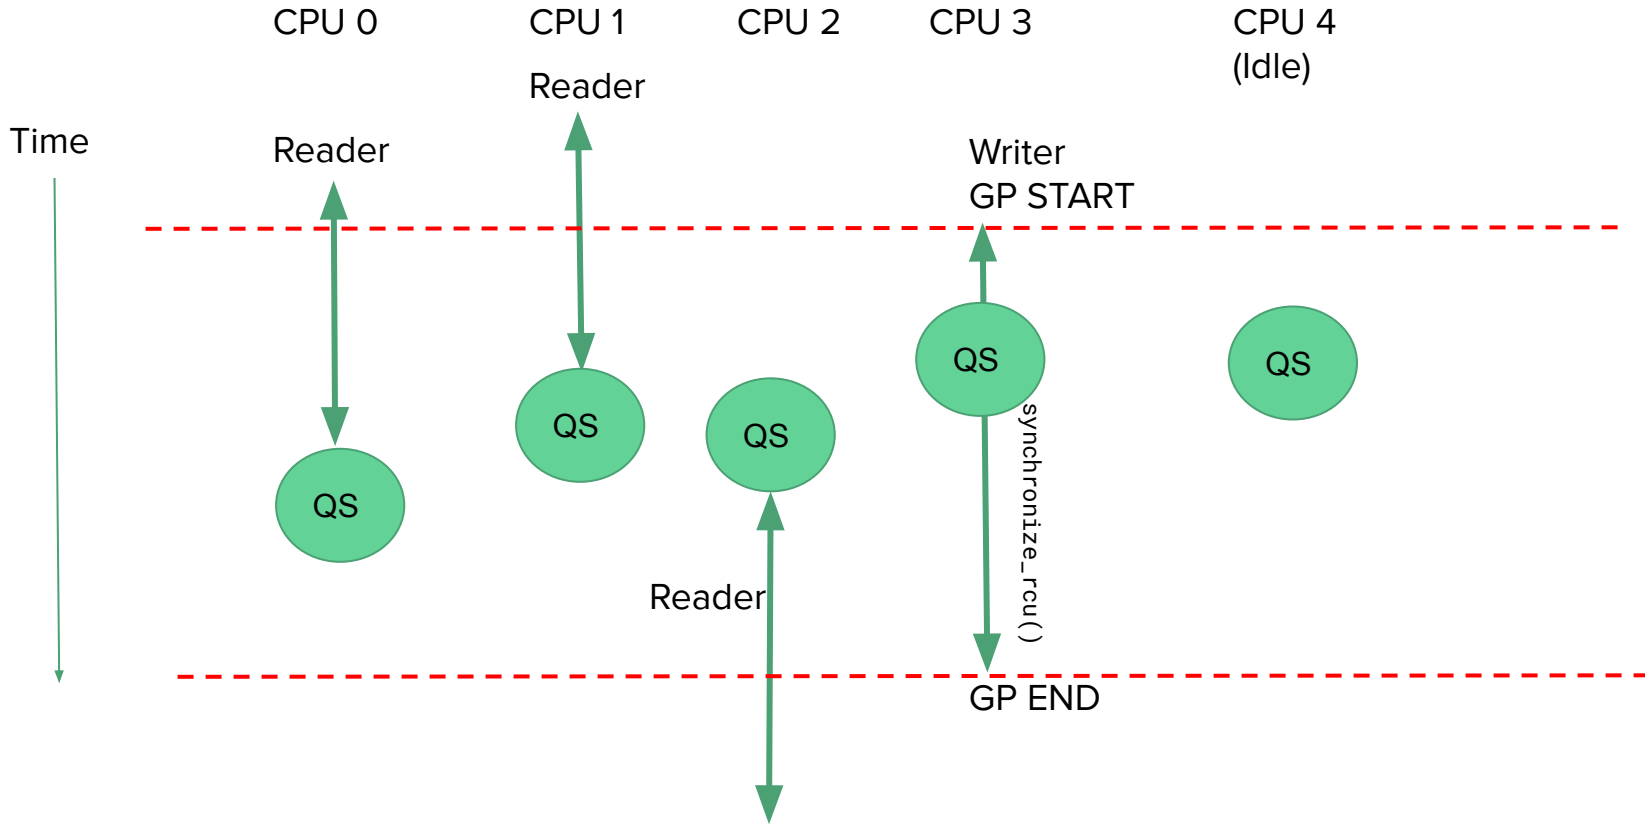 CPU 0
CPU 1
CPU 2
CPU 3
CPU 4
(Idle)
Reader
Time
Reader
Writer
GP START
QS
QS
QS
QS
QS
synchronize_rcu()
Reader
GP END